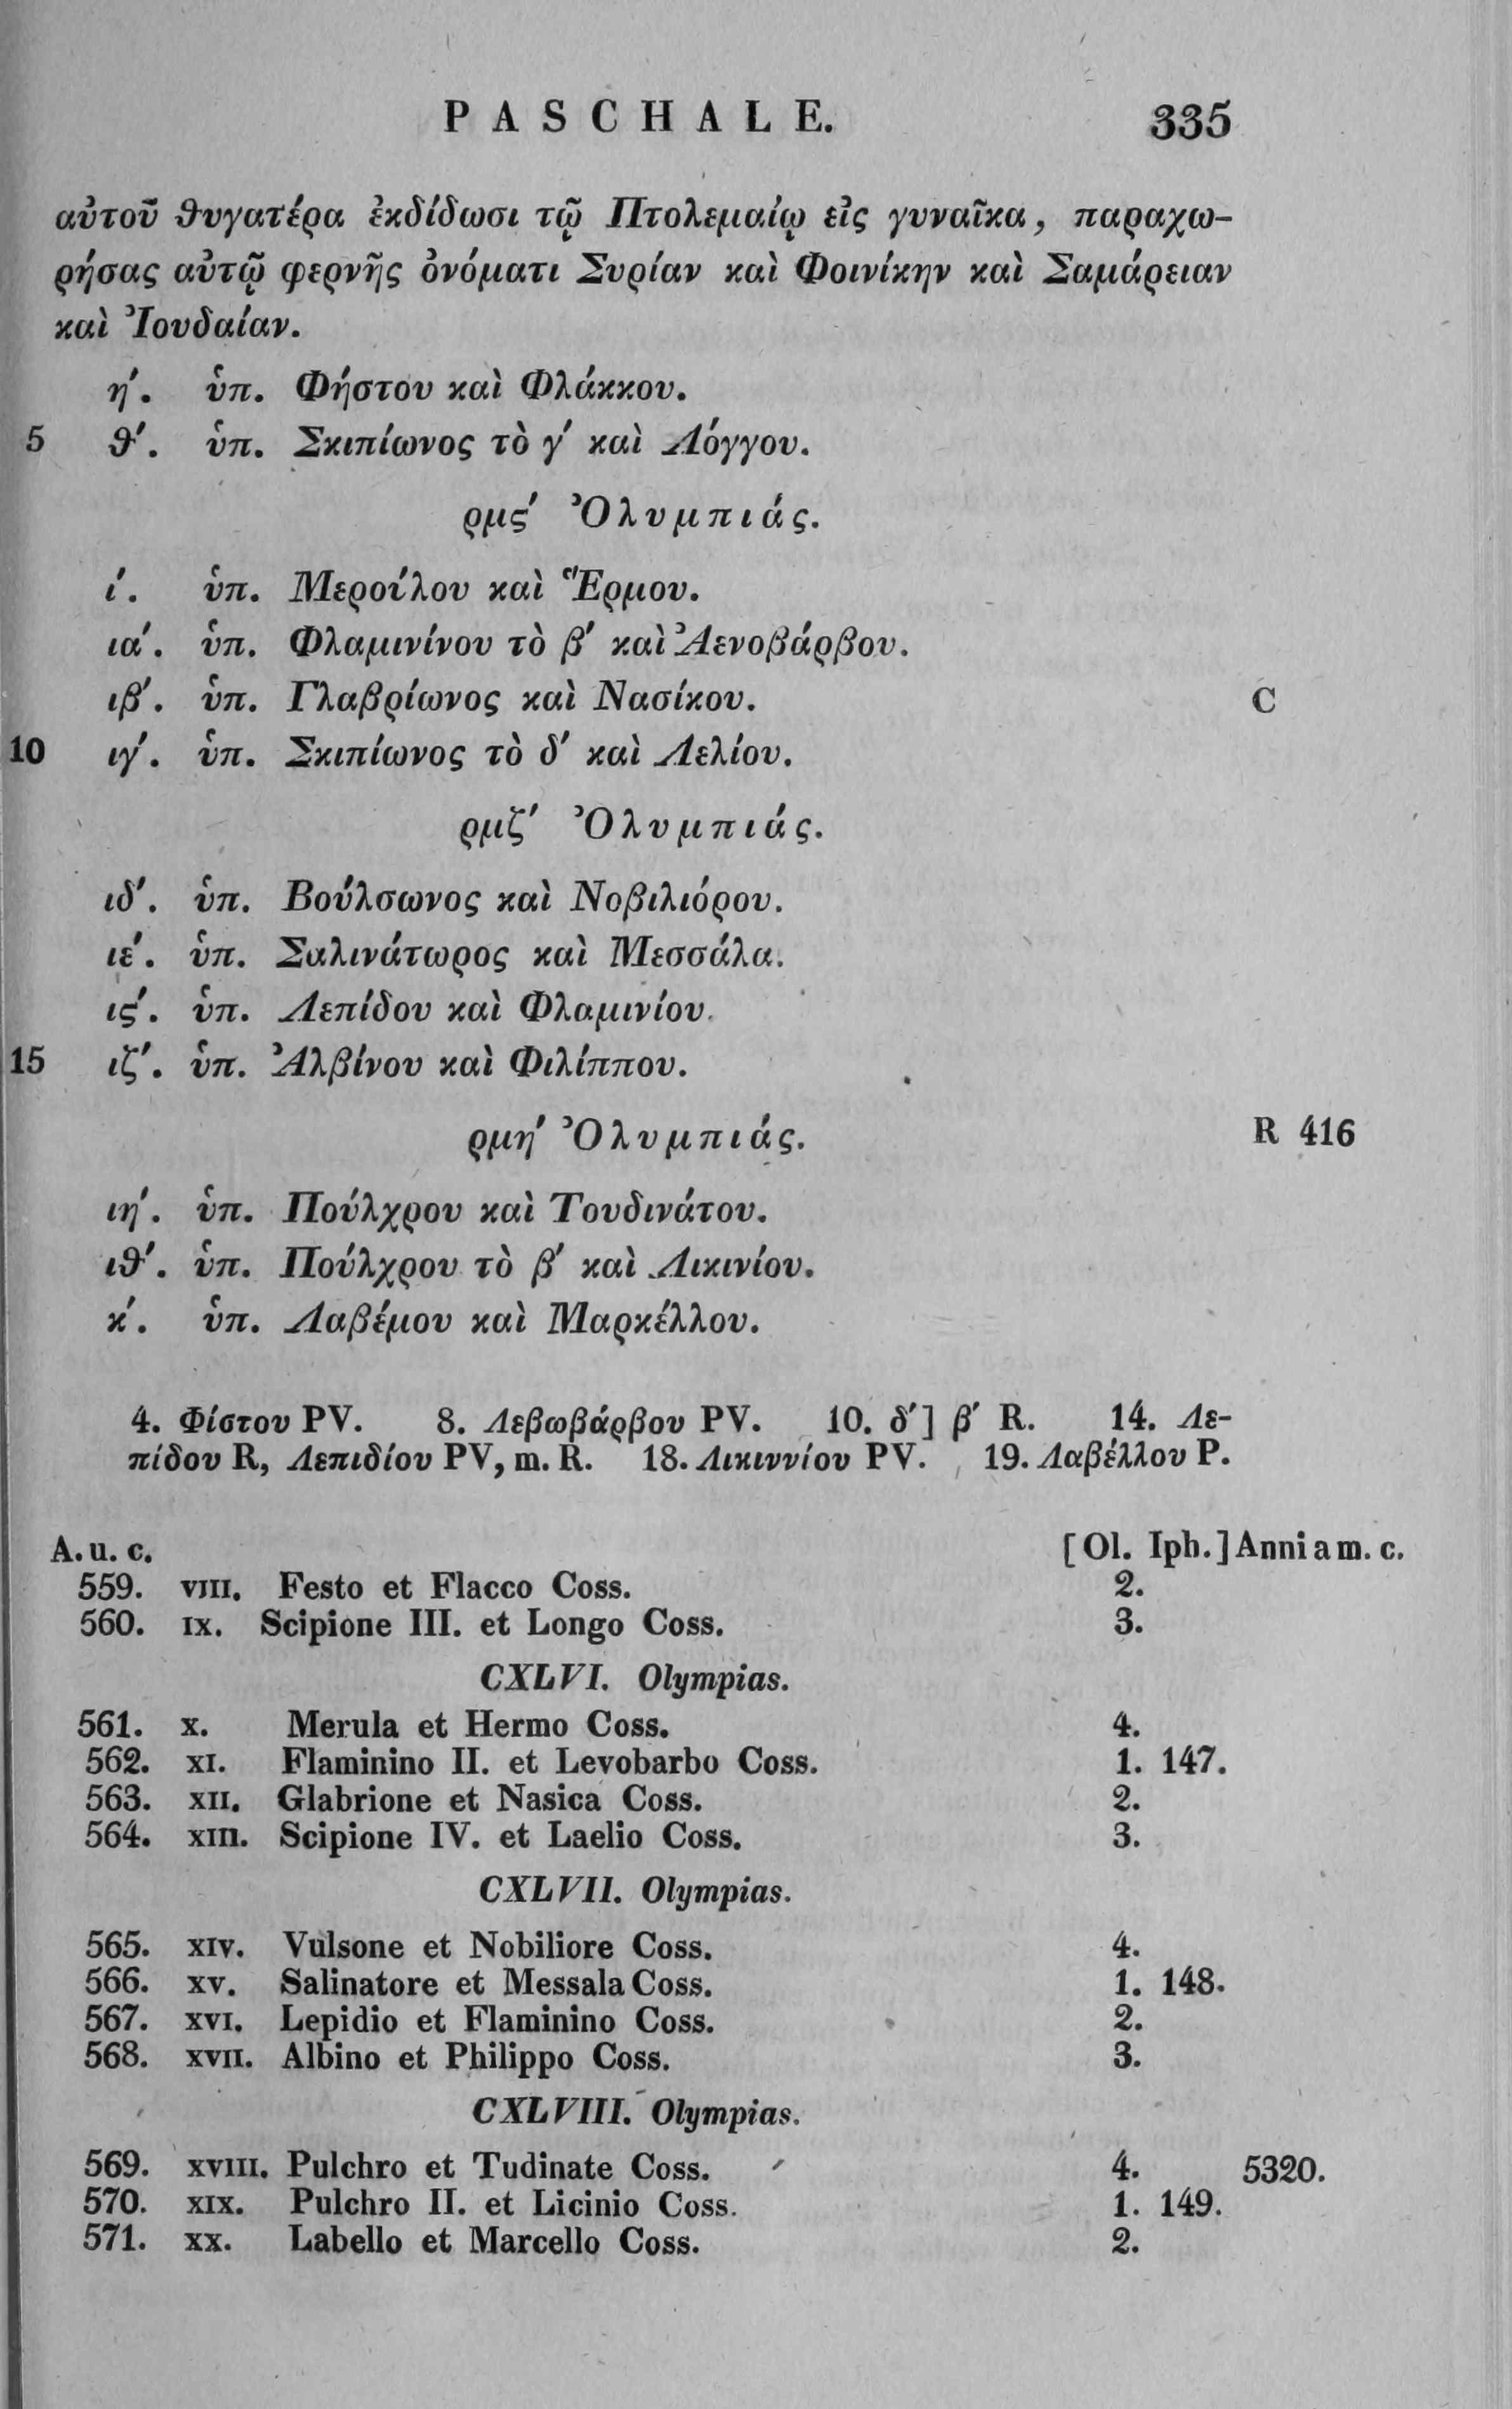 PASCHALE. 335
αὐτοῦ θυγατέρα ἐκδίδωσι τῷ Πτολεμαίῳ εἰς γυναῖκα, παραχω-
ρήσας αὐτῷ φερνῆς ὀνόματι Συρίαν καὶ Φοινίκην καὶ Σαμάρειαν
καὶ Ἰουδαίαν.
η′. ὑπ. Φήστου καὶ Φλάκκου.
5 θ′. ὑπ. Σκιπίωνος τὸ γ′ καὶ Λόγγου.
ρμϛ′ Ὀλυμπιάς.
ι′. ὑπ. Μεροίλου καὶ Ἕρμου.
ια′. ὑπ. Φλαμινίνου τὸ β′ καὶ Ἀενοβάρβου.
ιβ′. ὑπ. Γλαβρίωνος καὶ Νασίκου. C
10 ιγ′. ὑπ. Σκιπίωνος τὸ δ′ καὶ Λελίου.
ρμζ′ Ὀλυμπιάς.
ιδ′. ὑπ. Βούλσωνος καὶ Νοβιλιόρου.
ιε′. ὑπ. Σαλινάτωρος καὶ Μεσσάλα.
ιϛ′. ὑπ. Λεπίδου καὶ Φλαμινίου.
15 ιζ′. ὑπ. Ἀλβίνου καὶ Φιλίππου.
ρμη′ Ὀλυμπιάς. R 416
ιη′. ὑπ. Πούλχρου καὶ Τουδινάτου.
ιθ′. ὑπ. Πούλχρου τὸ β′ καὶ Λικινίου.
κ′. ὑπ. Λαβέμου καὶ Μαρκέλλου.
4. Φίστου PV. 8. Λεβωβάρβου PV. 10. δ′] β′ R. 14. Λε-
πίδου R, Λεπιδίου PV, m. R. 18. Λικιννίου PV. 19. Λαβέλλου P.
A. u. c. [Ol. Iph.] Anni a m. c.
559. VIII. Festo et Flacco Coss. 2.
560. IX. Scipione III. et Longo Coss. 3.
CXLVI. Olympias.
561. X. Merula et Hermo Coss. 4.
562. XI. Flaminino II. et Levobarbo Coss. 1. 147.
563. XII. Glabrione et Nasica Coss. 2.
564. XIII. Scipione IV. et Laelio Coss. 3.
CXLVII. Olympias.
565. XIV. Vulsone et Nobiliore Coss. 4.
566. XV. Salinatore et Messala Coss. 1. 148.
567. XVI. Lepidio et Flaminino Coss. 2.
568. XVII. Albino et Philippo Coss. 3.
CXLVIII. Olympias.
569. XVIII. Pulchro et Tudinate Coss. 4. 5320.
570. XIX. Pulchro II. et Licinio Coss. 1. 149.
571. XX. Labello et Marcello Coss. 2.